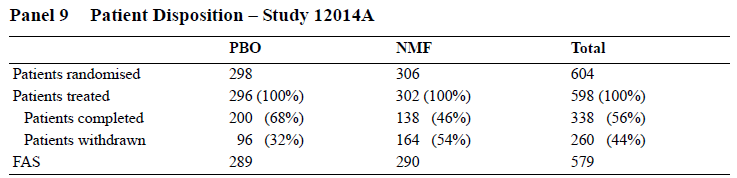 Panel 9 Patient Disposition – Study 12014A
PBO NMF Total
Patients randomised 298 306 604
Patients treated 296 (100%) 302 (100%) 598 (100%)
Patients completed 200 (68%) 138 (46%) 338 (56%)
Patients withdrawn 96 (32%) 164 (54%) 260 (44%)
FAS 289 290 579